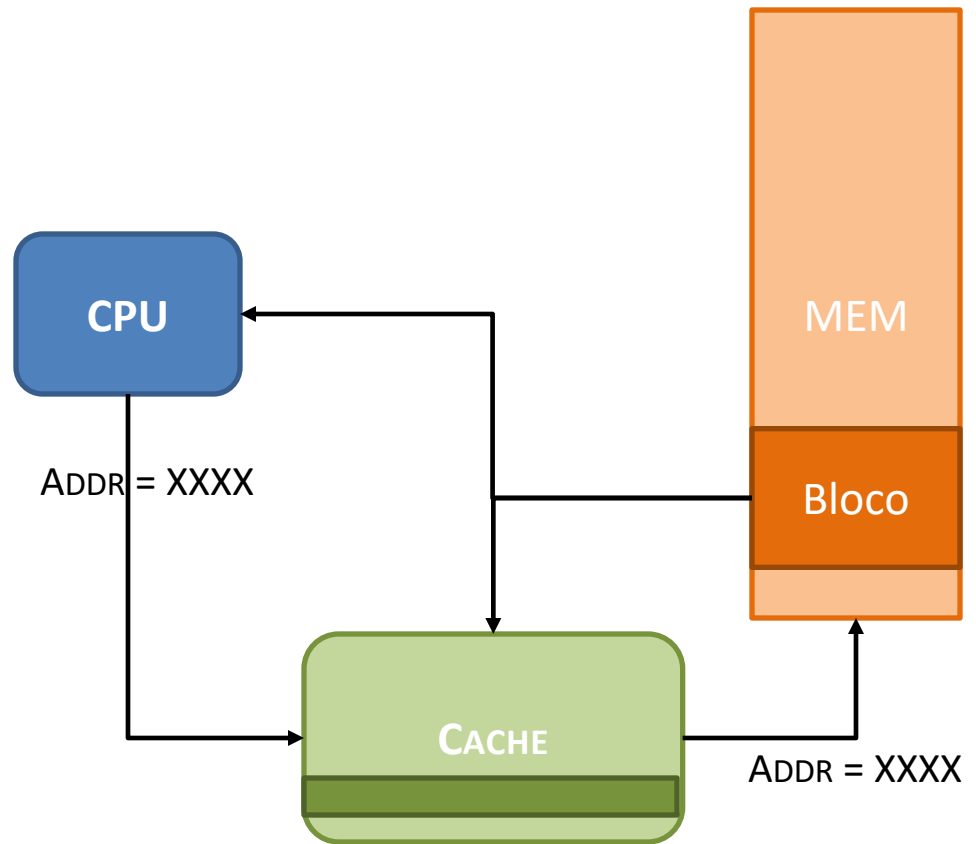 MEM
CPU
Bloco
ADDR = XXXX
CACHE
ADDR = XXXX